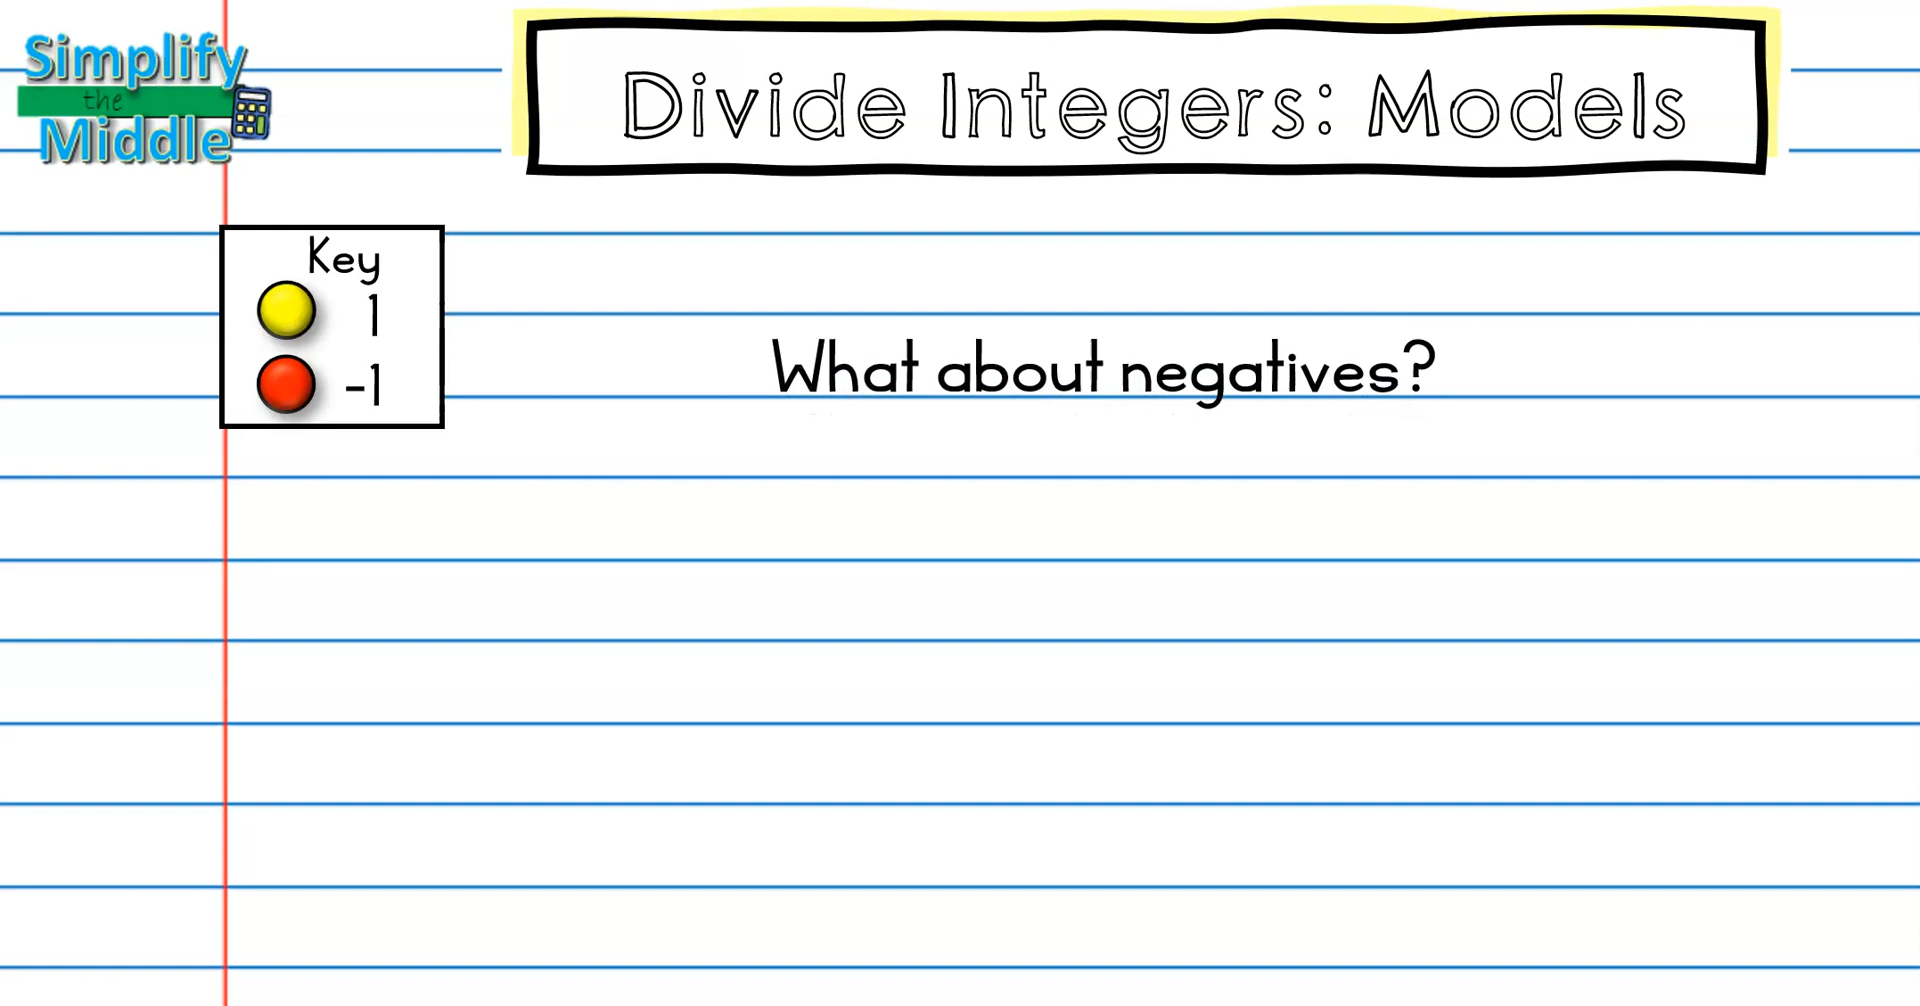 Simplify
the
Middle
Divide Integers: Models
Key
1
-1
What about negatives?